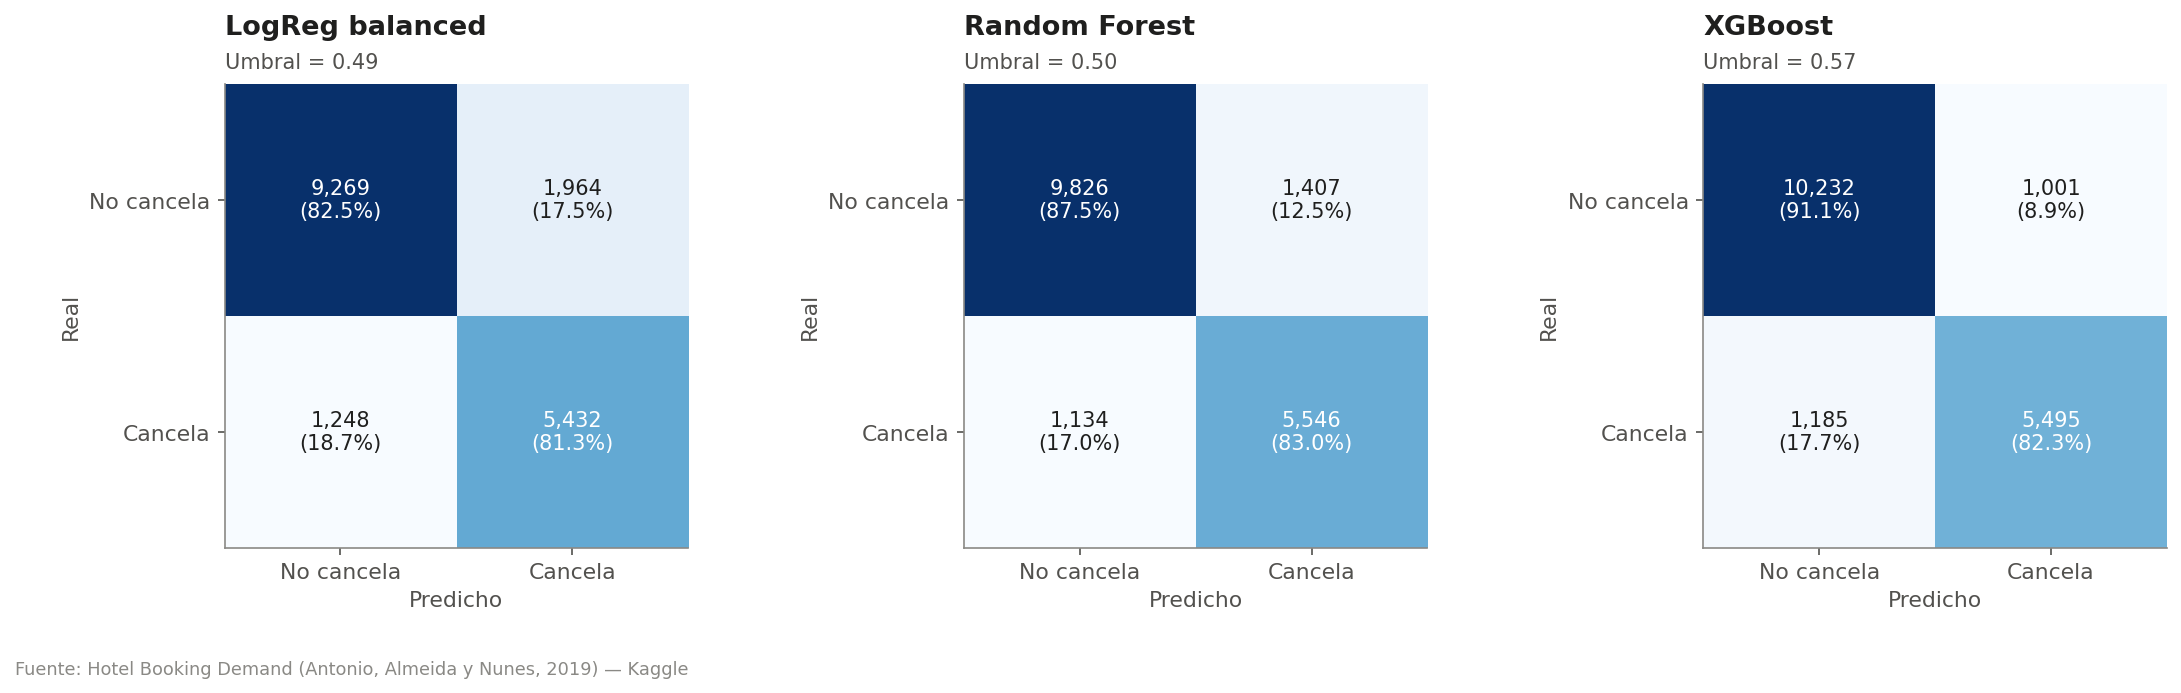 LogReg balanced
Umbral = 0.49
No cancela
Cancela
Real
9,269
(82.5%)
1,964
(17.5%)
1,248
(18.7%)
5,432
(81.3%)
No cancela
Cancela
Predicho
Random Forest
Umbral = 0.50
No cancela
Cancela
Real
9,826
(87.5%)
1,407
(12.5%)
1,134
(17.0%)
5,546
(83.0%)
No cancela
Cancela
Predicho
XGBoost
Umbral = 0.57
No cancela
Cancela
Real
10,232
(91.1%)
1,001
(8.9%)
1,185
(17.7%)
5,495
(82.3%)
No cancela
Cancela
Predicho
Fuente: Hotel Booking Demand (Antonio, Almeida y Nunes, 2019) — Kaggle